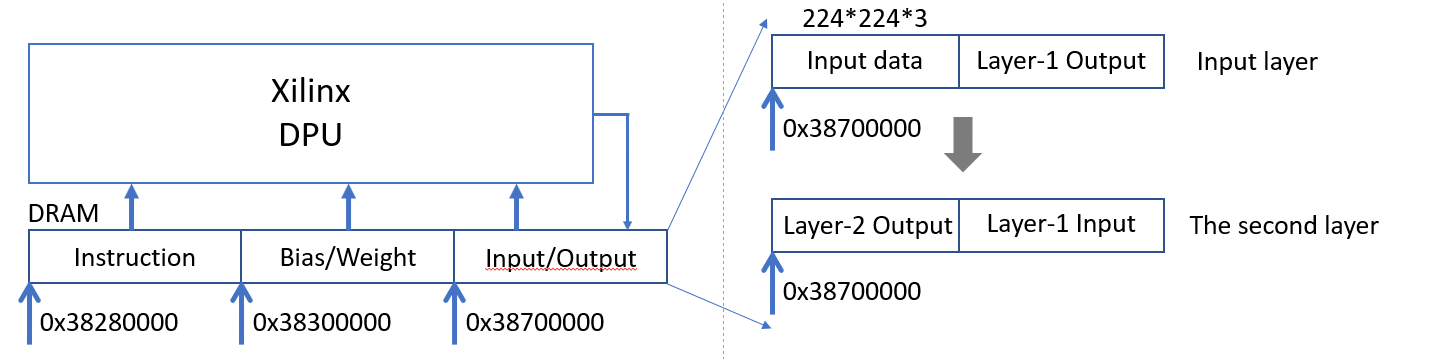 Xilinx
DPU
DRAM
Instruction
Bias/Weight
Input/Output
0x38280000
0x38300000
0x38700000
224*224*3
Input data
Layer-1 Output
Input layer
0x38700000
Layer-2 Output
Layer-1 Input
The second layer
0x38700000